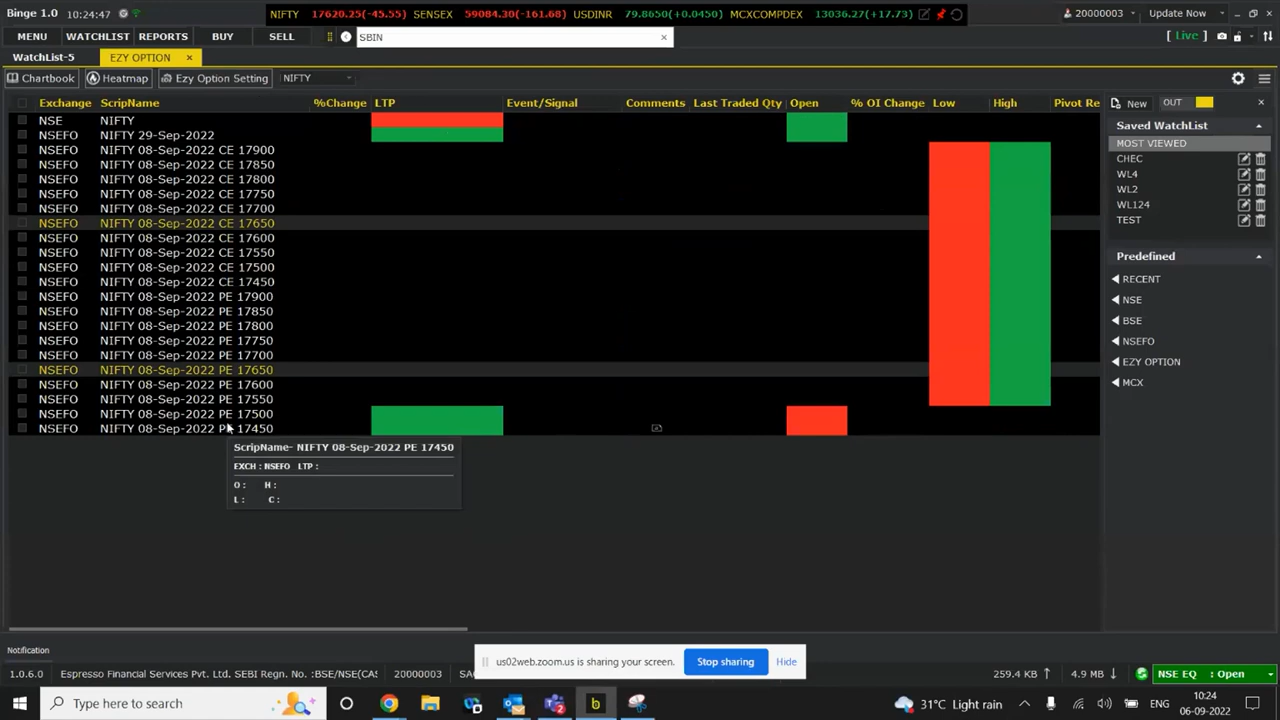 Binge 1.0 10:24:47 NIFTY 17620.25(-45.55) SENSEX 59084.30(-161.68) USDINR 79.8650(+0.0450) MCXCOMPDEX 13036.27(+17.73) 20000003 Update Now
MENU WATCHLIST REPORTS BUY SELL SBIN [ Live ]
WatchList-5 EZY OPTION
Chartbook Heatmap Ezy Option Setting NIFTY
Exchange ScripName %Change LTP Event/Signal Comments Last Traded Qty Open % OI Change Low High Pivot Re
NSE NIFTY
NSEFO NIFTY 29-Sep-2022
NSEFO NIFTY 08-Sep-2022 CE 17900
NSEFO NIFTY 08-Sep-2022 CE 17850
NSEFO NIFTY 08-Sep-2022 CE 17800
NSEFO NIFTY 08-Sep-2022 CE 17750
NSEFO NIFTY 08-Sep-2022 CE 17700
NSEFO NIFTY 08-Sep-2022 CE 17650
NSEFO NIFTY 08-Sep-2022 CE 17600
NSEFO NIFTY 08-Sep-2022 CE 17550
NSEFO NIFTY 08-Sep-2022 CE 17500
NSEFO NIFTY 08-Sep-2022 CE 17450
NSEFO NIFTY 08-Sep-2022 PE 17900
NSEFO NIFTY 08-Sep-2022 PE 17850
NSEFO NIFTY 08-Sep-2022 PE 17800
NSEFO NIFTY 08-Sep-2022 PE 17750
NSEFO NIFTY 08-Sep-2022 PE 17700
NSEFO NIFTY 08-Sep-2022 PE 17650
NSEFO NIFTY 08-Sep-2022 PE 17600
NSEFO NIFTY 08-Sep-2022 PE 17550
NSEFO NIFTY 08-Sep-2022 PE 17500
NSEFO NIFTY 08-Sep-2022 PE 17450
ScripName- NIFTY 08-Sep-2022 PE 17450
EXCH : NSEFO LTP :
O : H :
L : C :
New OUT
Saved WatchList
MOST VIEWED
CHEC
WL4
WL2
WL124
TEST
Predefined
RECENT
NSE
BSE
NSEFO
EZY OPTION
MCX
Notification
us02web.zoom.us is sharing your screen. Stop sharing Hide
1.0.6.0 Espresso Financial Services Pvt. Ltd. SEBI Regn. No. :BSE/NSE(CAS 20000003 SA 259.4 KB 4.9 MB NSE EQ : Open
Type here to search 31°C Light rain ENG 10:24
06-09-2022